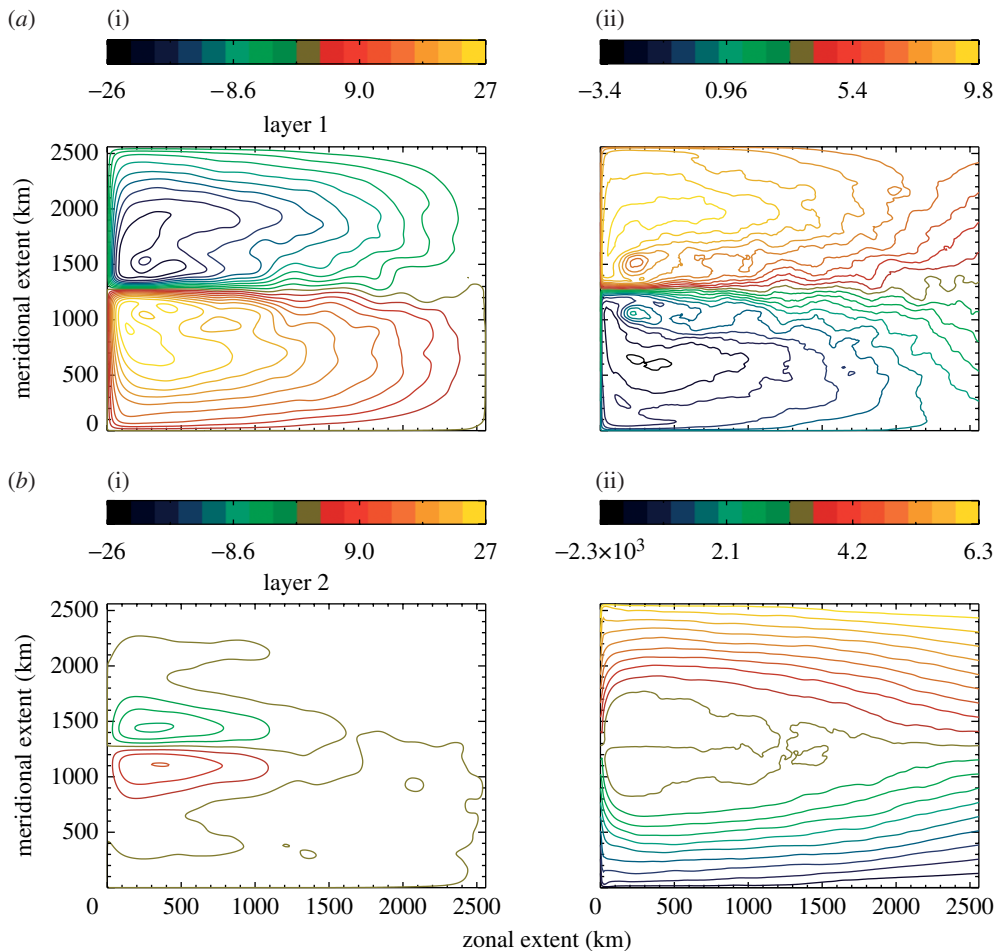 (a) (i) (ii)
−26 −8.6 9.0 27
−3.4 0.96 5.4 9.8
layer 1
meridional extent (km)
2500
2000
1500
1000
500
0
(b) (i) (ii)
−26 −8.6 9.0 27
−2.3×10³ 2.1 4.2 6.3
layer 2
meridional extent (km)
2500
2000
1500
1000
500
0 500 1000 1500 2000 2500
0 500 1000 1500 2000 2500
zonal extent (km)